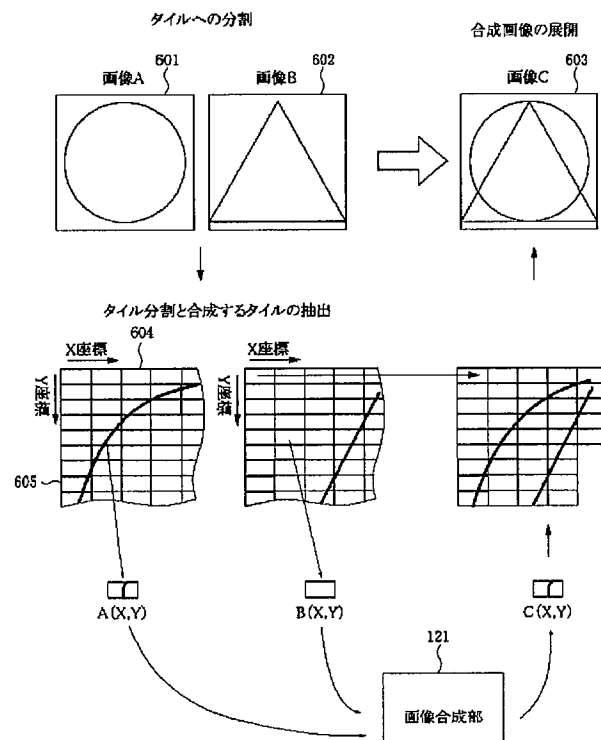 タイルへの分割
合成画像の展開
601
602
603
画像A
画像B
画像C
タイル分割と合成するタイルの抽出
604
X座標
X座標
Y座標
Y座標
605
A(X,Y)
B(X,Y)
C(X,Y)
121
画像合成部